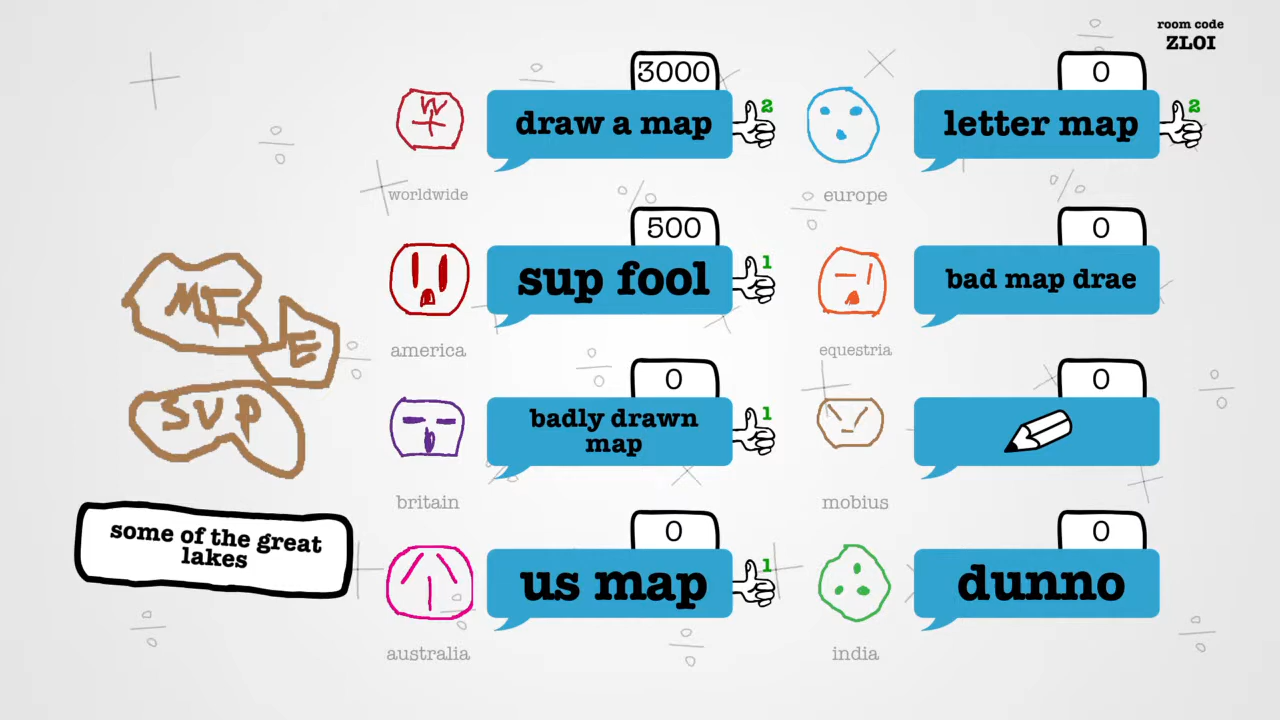 room code
ZLOI
3000
draw a map
2
worldwide
0
letter map
2
europe
500
sup fool
1
america
0
bad map drae
equestria
0
badly drawn
map
1
britain
0
mobius
0
us map
1
australia
0
dunno
india
E
SUP
some of the great
lakes